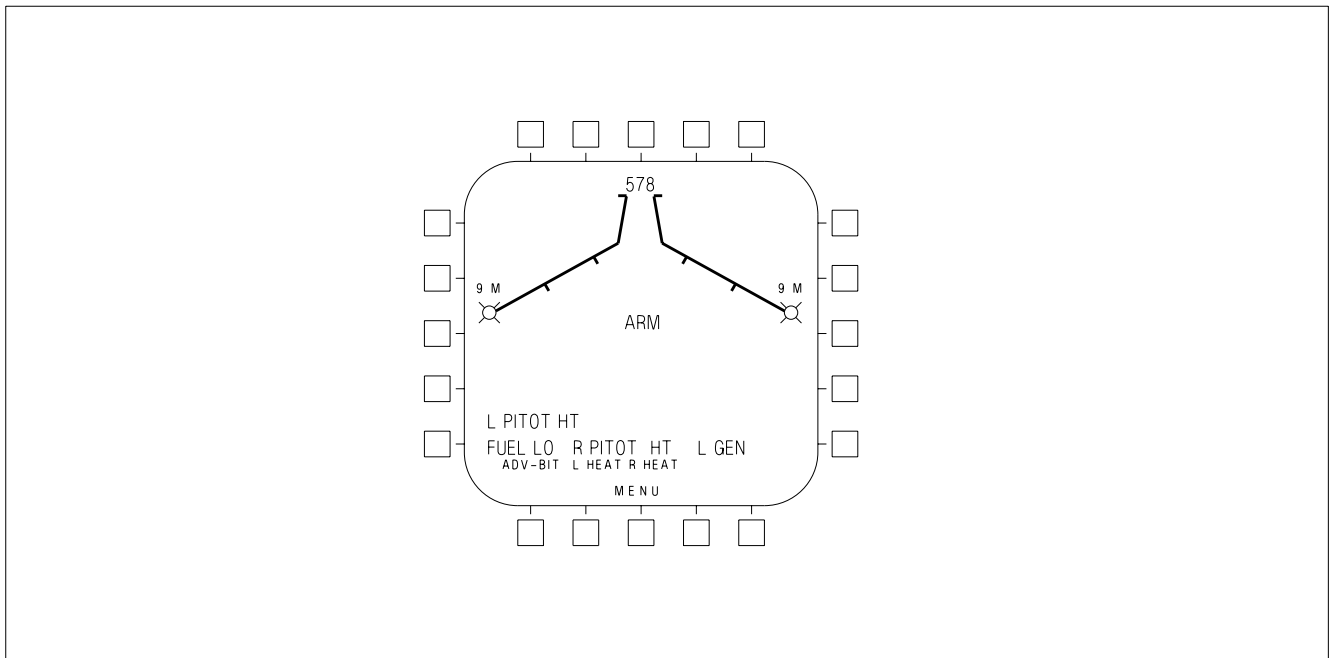 578
9 M 9 M
ARM
L PITOT HT
FUEL LO R PITOT HT L GEN
ADV-BIT L HEAT R HEAT
MENU